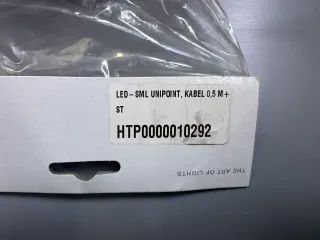 LED – SML UNIPOINT, KABEL 0,5 M +
ST
HTP0000010292
THE ART OF LIGHTS